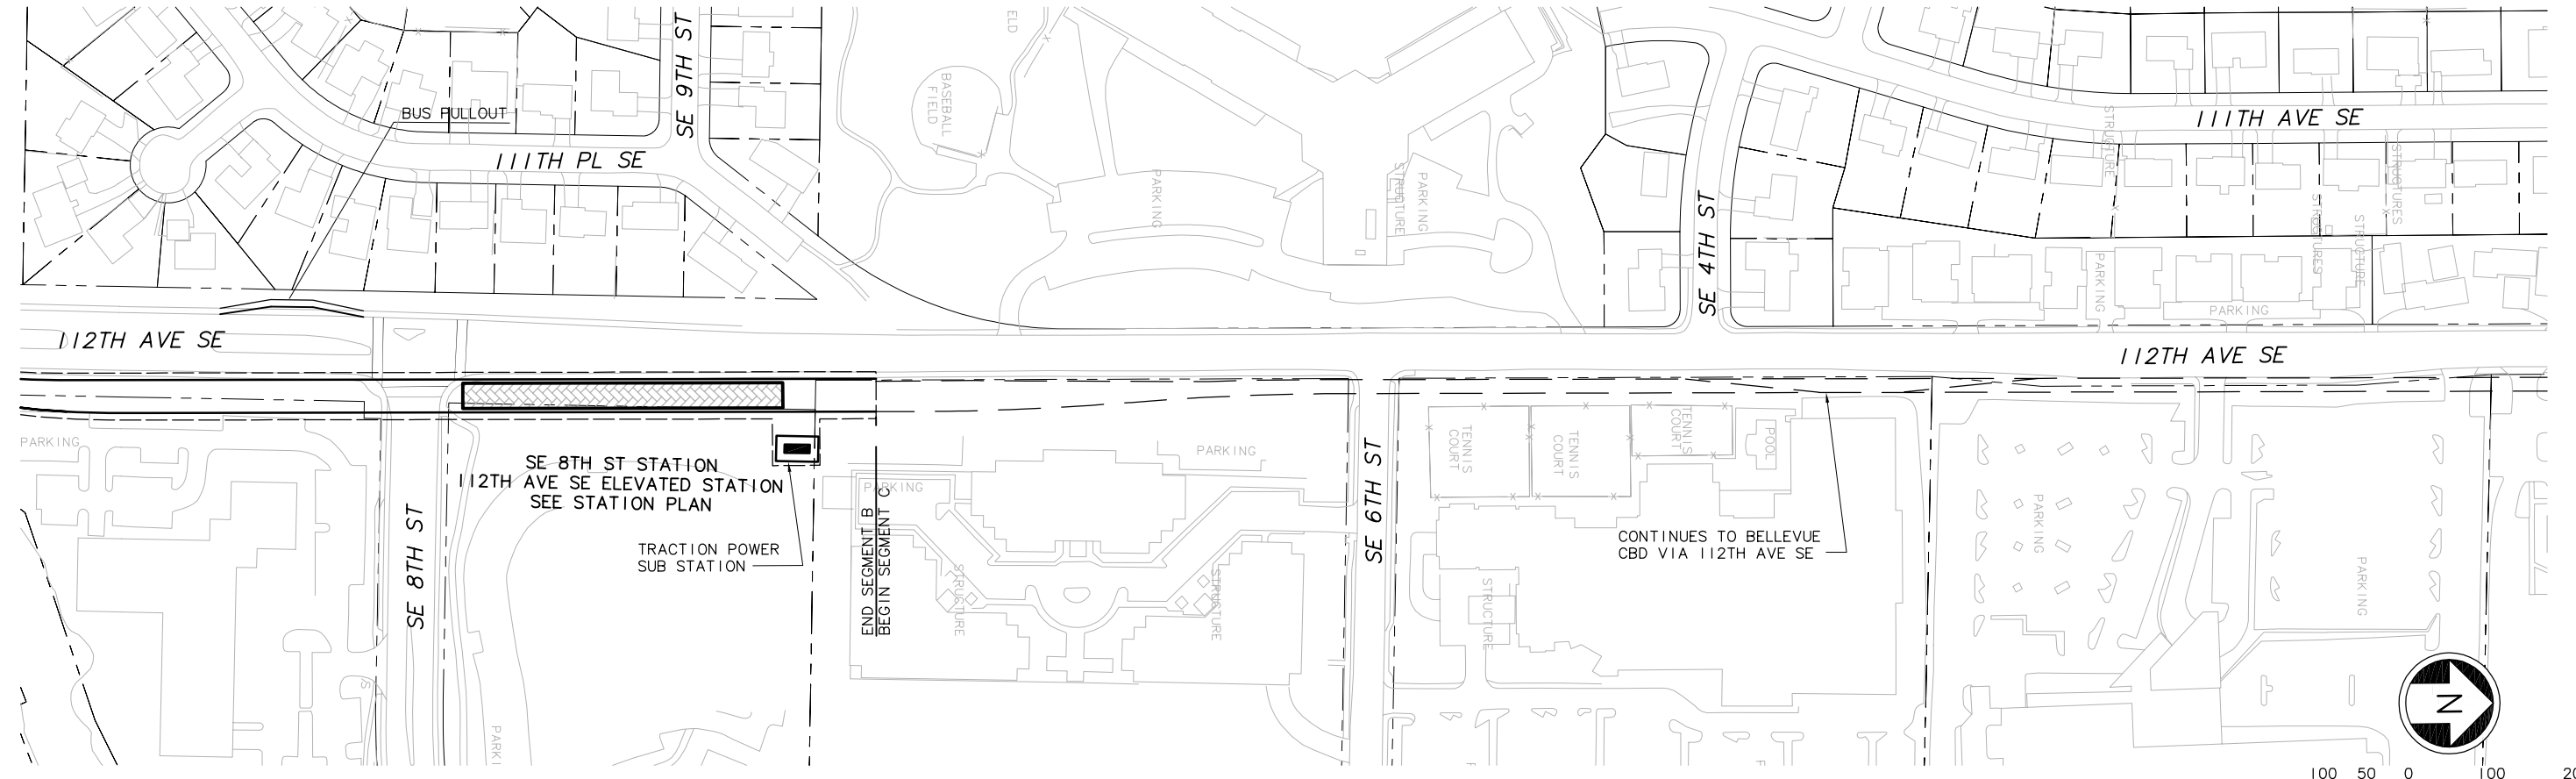 ELD
SE 9TH ST
BASEBALL
FIELD
BUS PULLOUT
111TH PL SE
PARKING
STRUCTURE
PARKING
SE 4TH ST
111TH AVE SE
STRUCTURE
STRUCTURES
STRUCTURES
STRUCTURE
PARKING
PARKING
112TH AVE SE
112TH AVE SE
PARKING
SE 8TH ST STATION
112TH AVE SE ELEVATED STATION
SEE STATION PLAN
SE 8TH ST
TRACTION POWER
SUB STATION
PARKING
PARKING
END SEGMENT B
BEGIN SEGMENT C
STRUCTURE
STRUCTURE
SE 6TH ST
TENNIS
COURT
TENNIS
COURT
TENNIS
COURT
POOL
STRUCTURE
CONTINUES TO BELLEVUE
CBD VIA 112TH AVE SE
PARKING
PARKING
S
PARKI
N
100 50 0 100 20